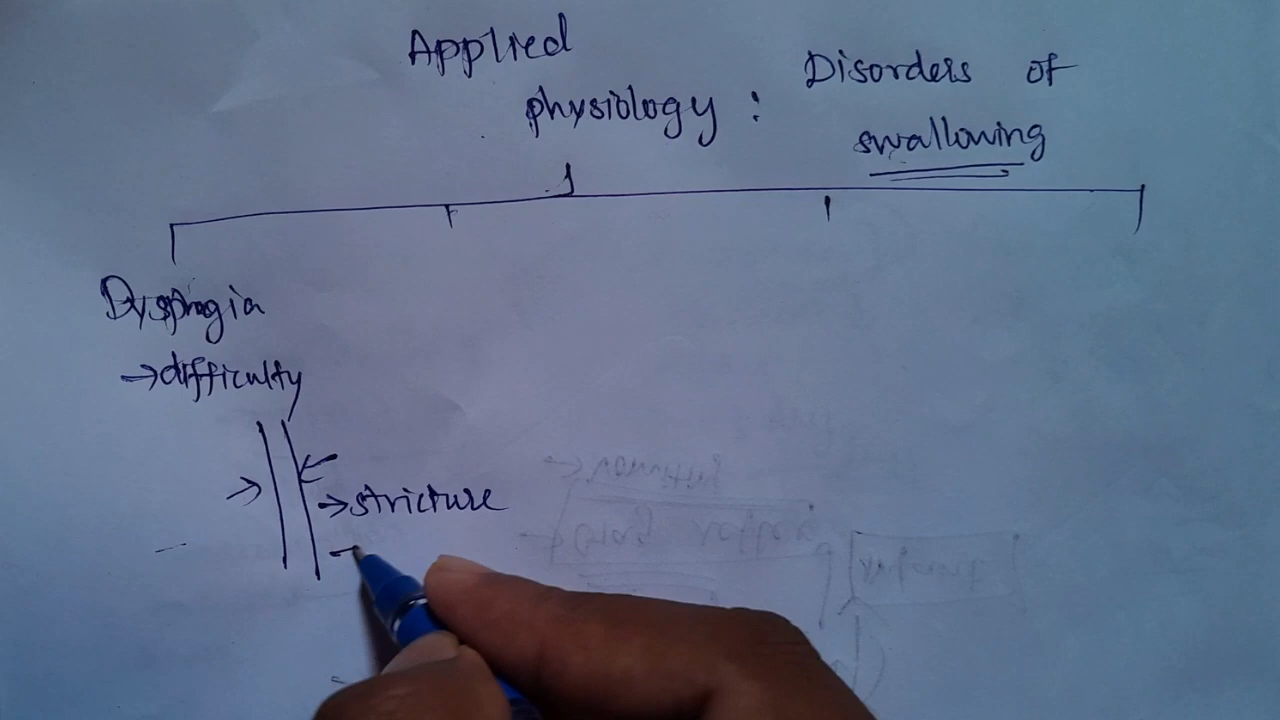 Applied
physiology : Disorders of
swallowing
Dysphagia
→difficulty
→stricture